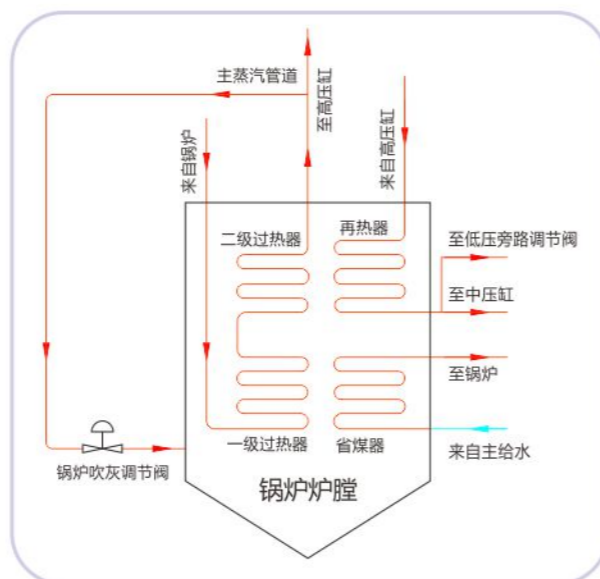 主蒸汽管道
至高压缸
来自高压缸
来自锅炉
二级过热器
再热器
至低压旁路调节阀
至中压缸
至锅炉
一级过热器
省煤器
来自主给水
锅炉吹灰调节阀
锅炉炉膛